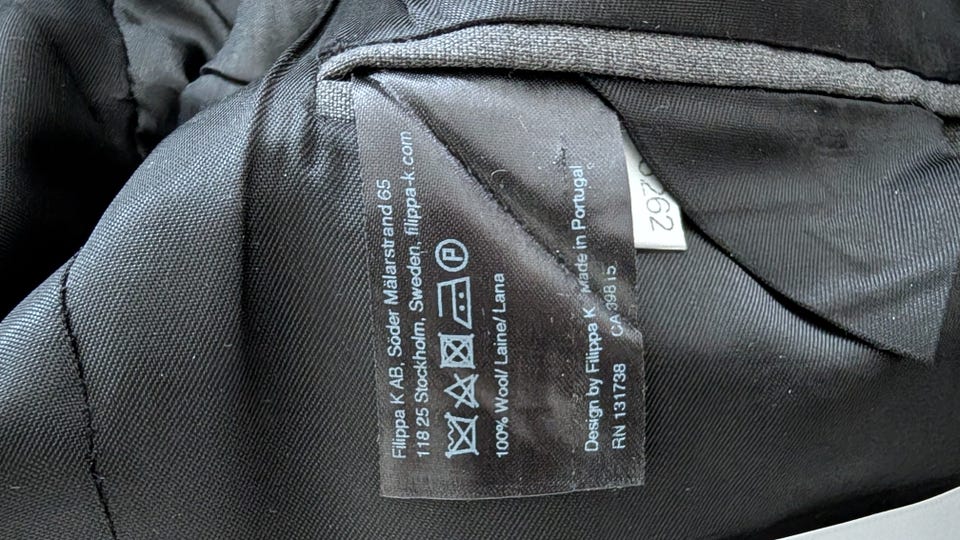 Filippa K AB, Söder Mälarstrand 65
118 25 Stockholm, Sweden, filippa-k.com
P
100% Wool/ Laine/ Lana
Design by Filippa K Made in Portugal
RN 131738 CA 39815
262